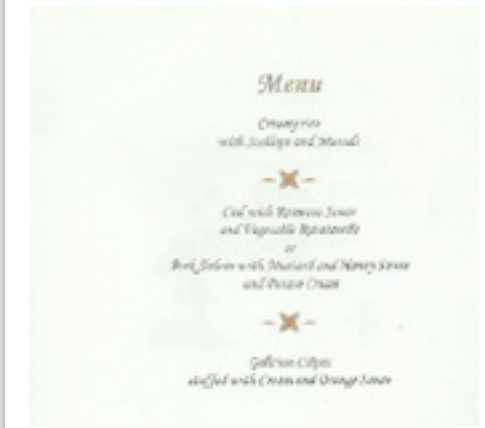 Menu
Creamy rice
with Scallops and Mussels
Cod with Romesco Sauce
and Vegetable Ratatouille
or
Pork Sirloin with Mustard and Honey Sauce
and Potato Cream
Galician Crêpes
stuffed with Cream and Orange Sauce